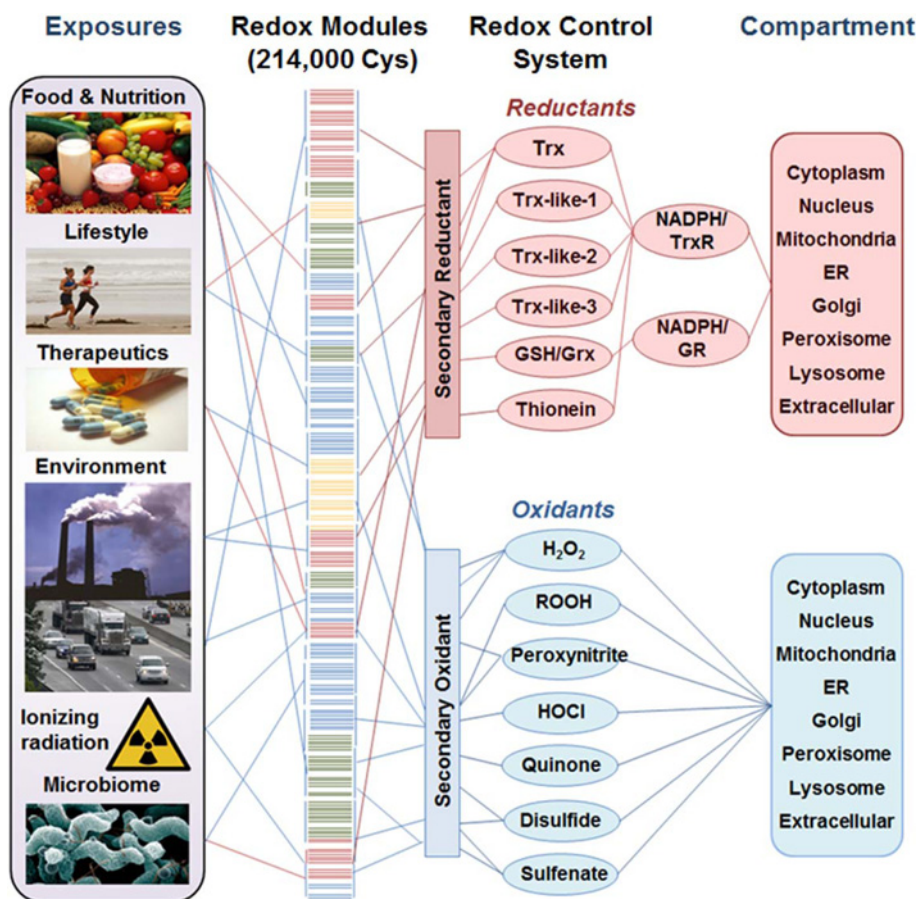 Exposures
Redox Modules
(214,000 Cys)
Redox Control
System
Compartment
Food & Nutrition
Lifestyle
Therapeutics
Environment
Ionizing
radiation
Microbiome
Secondary Reductant
Reductants
Trx
Trx-like-1
Trx-like-2
Trx-like-3
GSH/Grx
Thionein
NADPH/
TrxR
NADPH/
GR
Cytoplasm
Nucleus
Mitochondria
ER
Golgi
Peroxisome
Lysosome
Extracellular
Secondary Oxidant
Oxidants
H₂O₂
ROOH
Peroxynitrite
HOCl
Quinone
Disulfide
Sulfenate
Cytoplasm
Nucleus
Mitochondria
ER
Golgi
Peroxisome
Lysosome
Extracellular